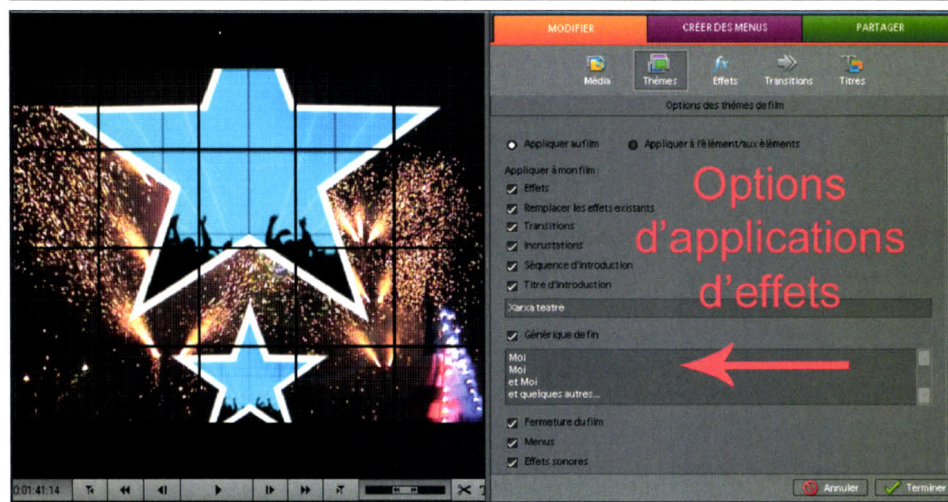 MODIFIER
CRÉER DES MENUS
PARTAGER
Média
Thèmes
Effets
Transitions
Titres
Options des thèmes de film
Appliquer au film
Appliquer à l'élément/aux éléments
Appliquer à mon film :
Effets
Remplacer les effets existants
Transitions
Incrustations
Séquence d'introduction
Titre d'introduction
Xarxa teatre
Générique de fin
Moi
Moi
et Moi
et quelques autres...
Fermeture du film
Menus
Effets sonores
Options
d'applications
d'effets
0:01:41:14
Annuler
Terminer